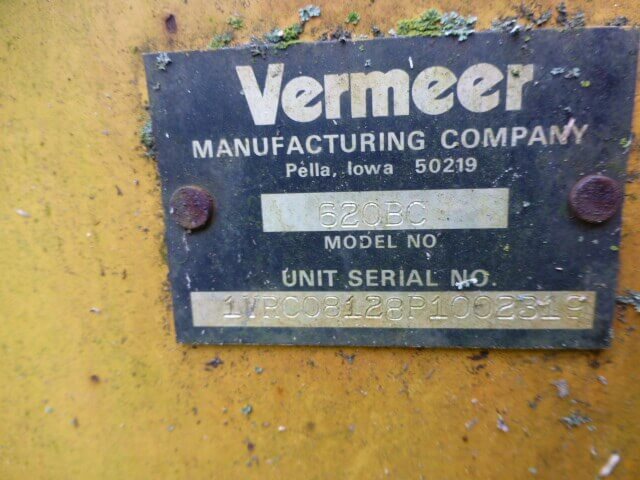 Vermeer
MANUFACTURING COMPANY
Pella, Iowa 50219
620BC
MODEL NO
UNIT SERIAL NO.
1VRC08128P1002319